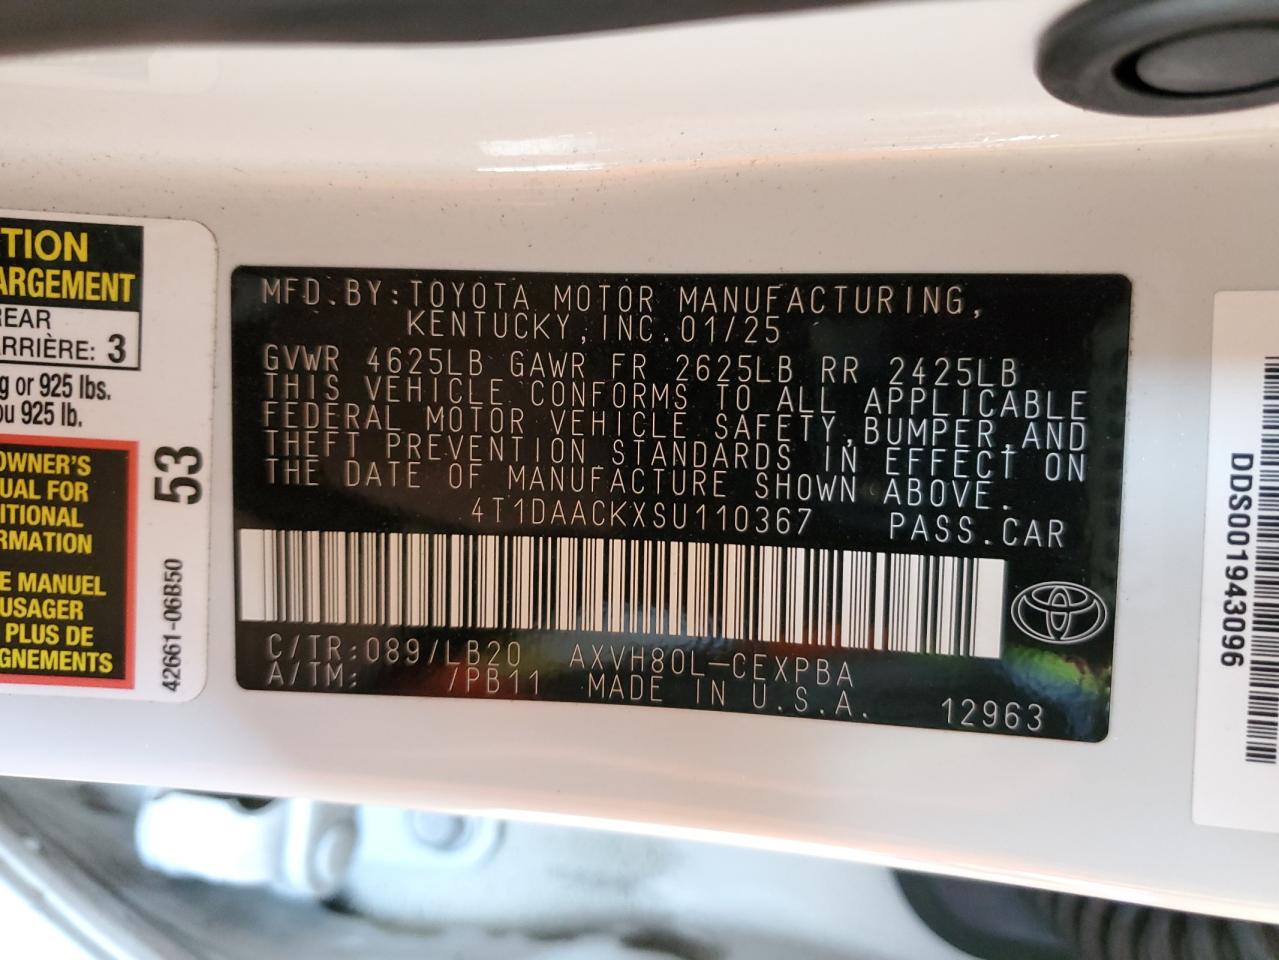 TION
ARGEMENT
REAR
ARRIÈRE: 3
g or 925 lbs.
ou 925 lb.
OWNER'S
UAL FOR
ITIONAL
RMATION
E MANUEL
USAGER
PLUS DE
GNEMENTS
53
42661-06B50
MFD.BY:TOYOTA MOTOR MANUFACTURING,
KENTUCKY,INC.01/25
GVWR 4625LB GAWR FR 2625LB RR 2425LB
THIS VEHICLE CONFORMS TO ALL APPLICABLE
FEDERAL MOTOR VEHICLE SAFETY,BUMPER,AND
THEFT PREVENTION STANDARDS IN EFFECT ON
THE DATE OF MANUFACTURE SHOWN ABOVE.
4T1DAACKXSU110367 PASS.CAR
C/TR:089/LB20 AXVH80L-CEXPBA
A/TM: /PB11 MADE IN U.S.A. 12963
DDS001943096